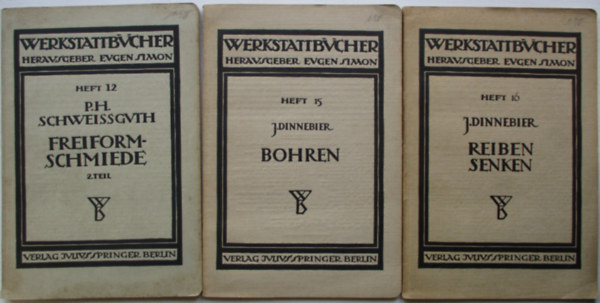 WERKSTATTBÜCHER
HERAUSGEBER EUGEN SIMON
HEFT 12
P.H.
SCHWEISSGUTH
FREIFORM-
SCHMIEDE
2.TEIL
VERLAG JULIUS SPRINGER BERLIN
WERKSTATTBÜCHER
HERAUSGEBER EUGEN SIMON
HEFT 15
J.DINNEBIER
BOHREN
VERLAG JULIUS SPRINGER BERLIN
WERKSTATTBÜCHER
HERAUSGEBER EUGEN SIMON
HEFT 16
J.DINNEBIER
REIBEN
SENKEN
VERLAG JULIUS SPRINGER BERLIN